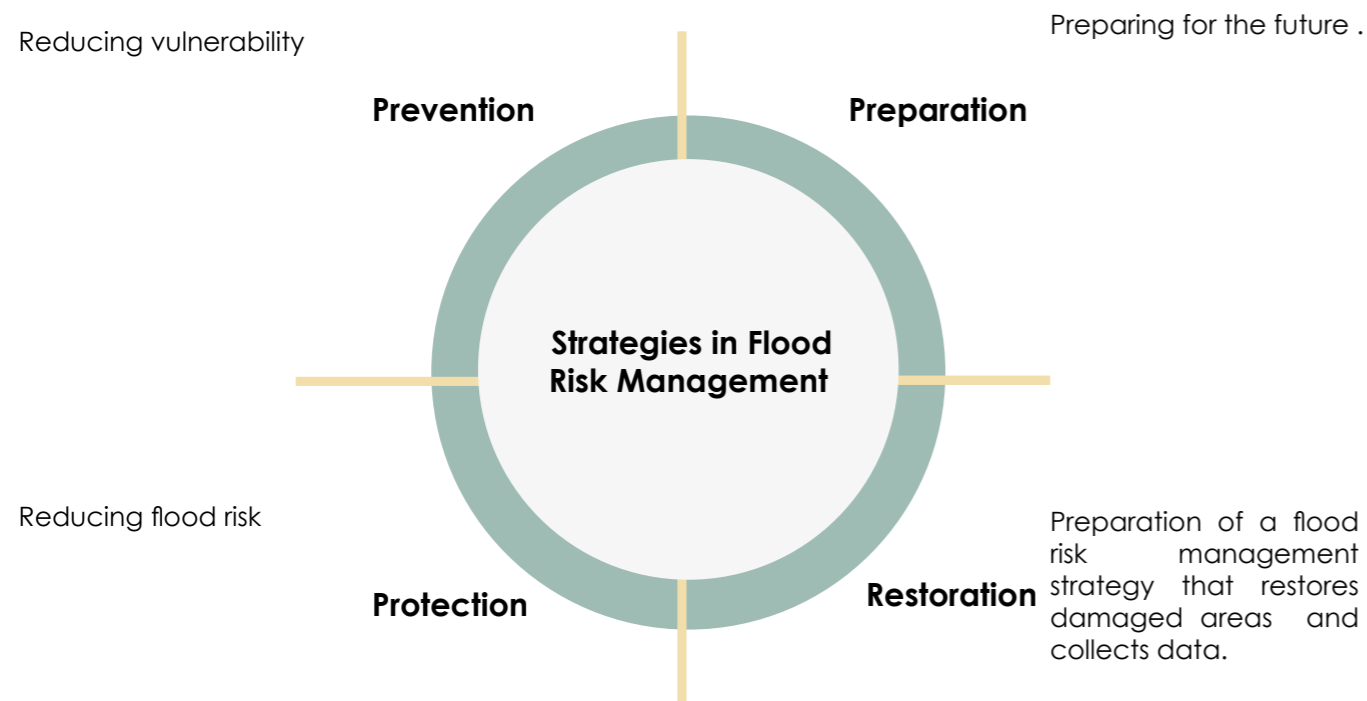 Reducing vulnerability
Preparing for the future .
Prevention
Preparation
Strategies in Flood
Risk Management
Reducing flood risk
Protection
Restoration
Preparation of a flood
risk management
strategy that restores
damaged areas and
collects data.